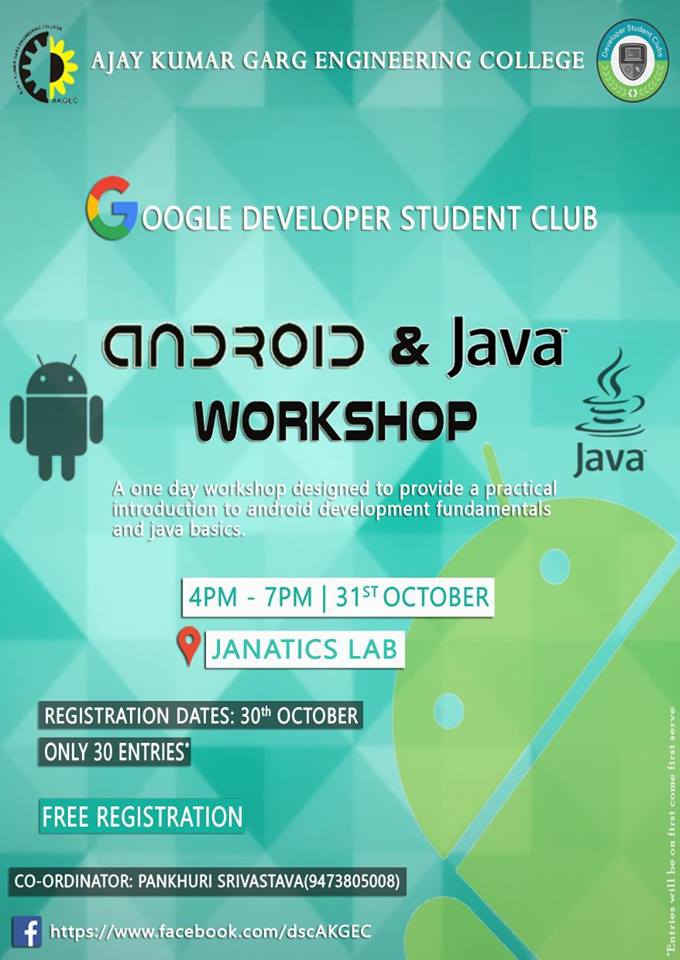 AJAY KUMAR GARG ENGINEERING COLLEGE
AKGEC
Developer Student Clubs
GOOGLE DEVELOPER STUDENT CLUB
ANDROID & Java™
WORKSHOP
Java™
A one day workshop designed to provide a practical
introduction to android development fundamentals
and java basics.
4PM - 7PM | 31ST OCTOBER
JANATICS LAB
REGISTRATION DATES: 30th OCTOBER
ONLY 30 ENTRIES*
FREE REGISTRATION
CO-ORDINATOR: PANKHURI SRIVASTAVA(9473805008)
https://www.facebook.com/dscAKGEC
*Entries will be on first come first serve